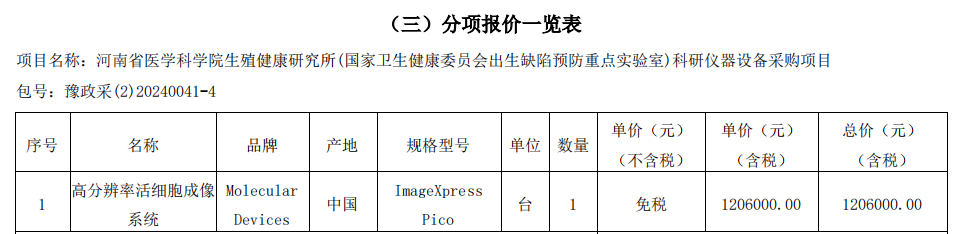 （三）分项报价一览表
项目名称：河南省医学科学院生殖健康研究所(国家卫生健康委员会出生缺陷预防重点实验室)科研仪器设备采购项目
包号：豫政采(2)20240041-4
序号 名称 品牌 产地 规格型号 单位 数量 单价（元）（不含税） 单价（元）（含税） 总价（元）（含税）
1 高分辨率活细胞成像系统 Molecular Devices 中国 ImageXpress Pico 台 1 免税 1206000.00 1206000.00